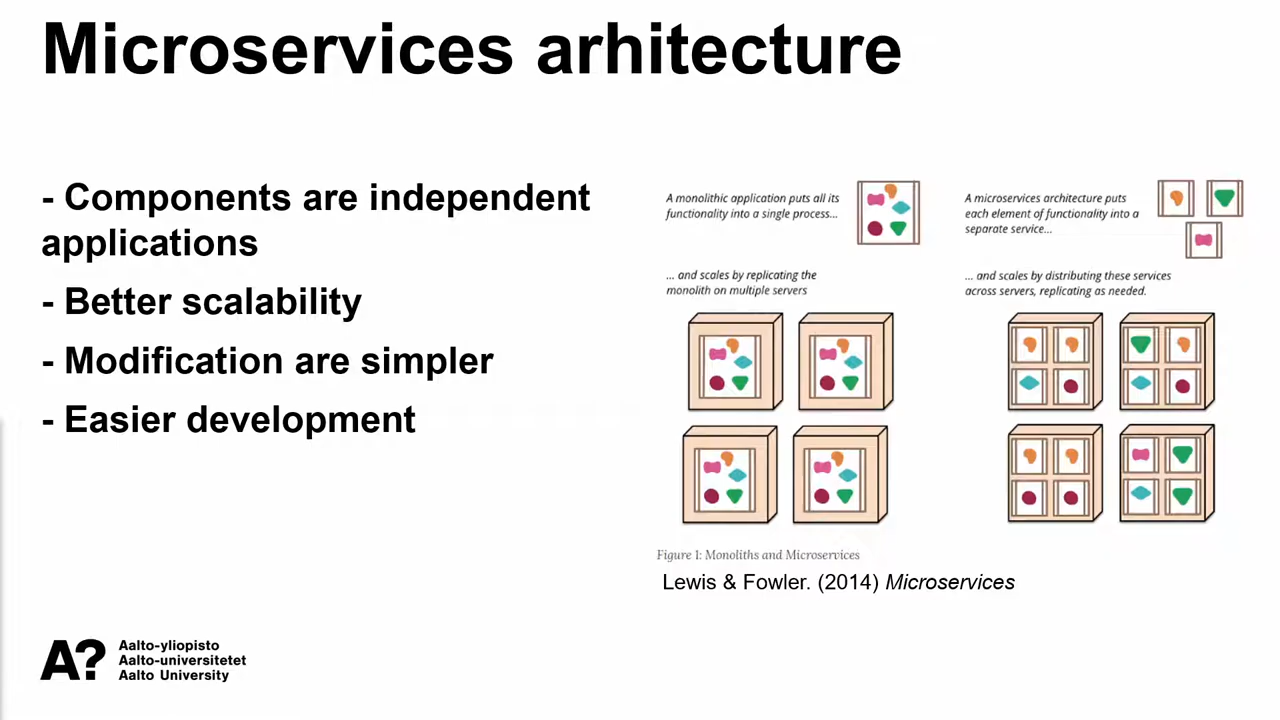 Microservices arhitecture
- Components are independent
applications
- Better scalability
- Modification are simpler
- Easier development
A monolithic application puts all its
functionality into a single process...
... and scales by replicating the
monolith on multiple servers
A microservices architecture puts
each element of functionality into a
separate service...
... and scales by distributing these services
across servers, replicating as needed.
Figure 1: Monoliths and Microservices
Lewis & Fowler. (2014) Microservices
A?
Aalto-yliopisto
Aalto-universitetet
Aalto University